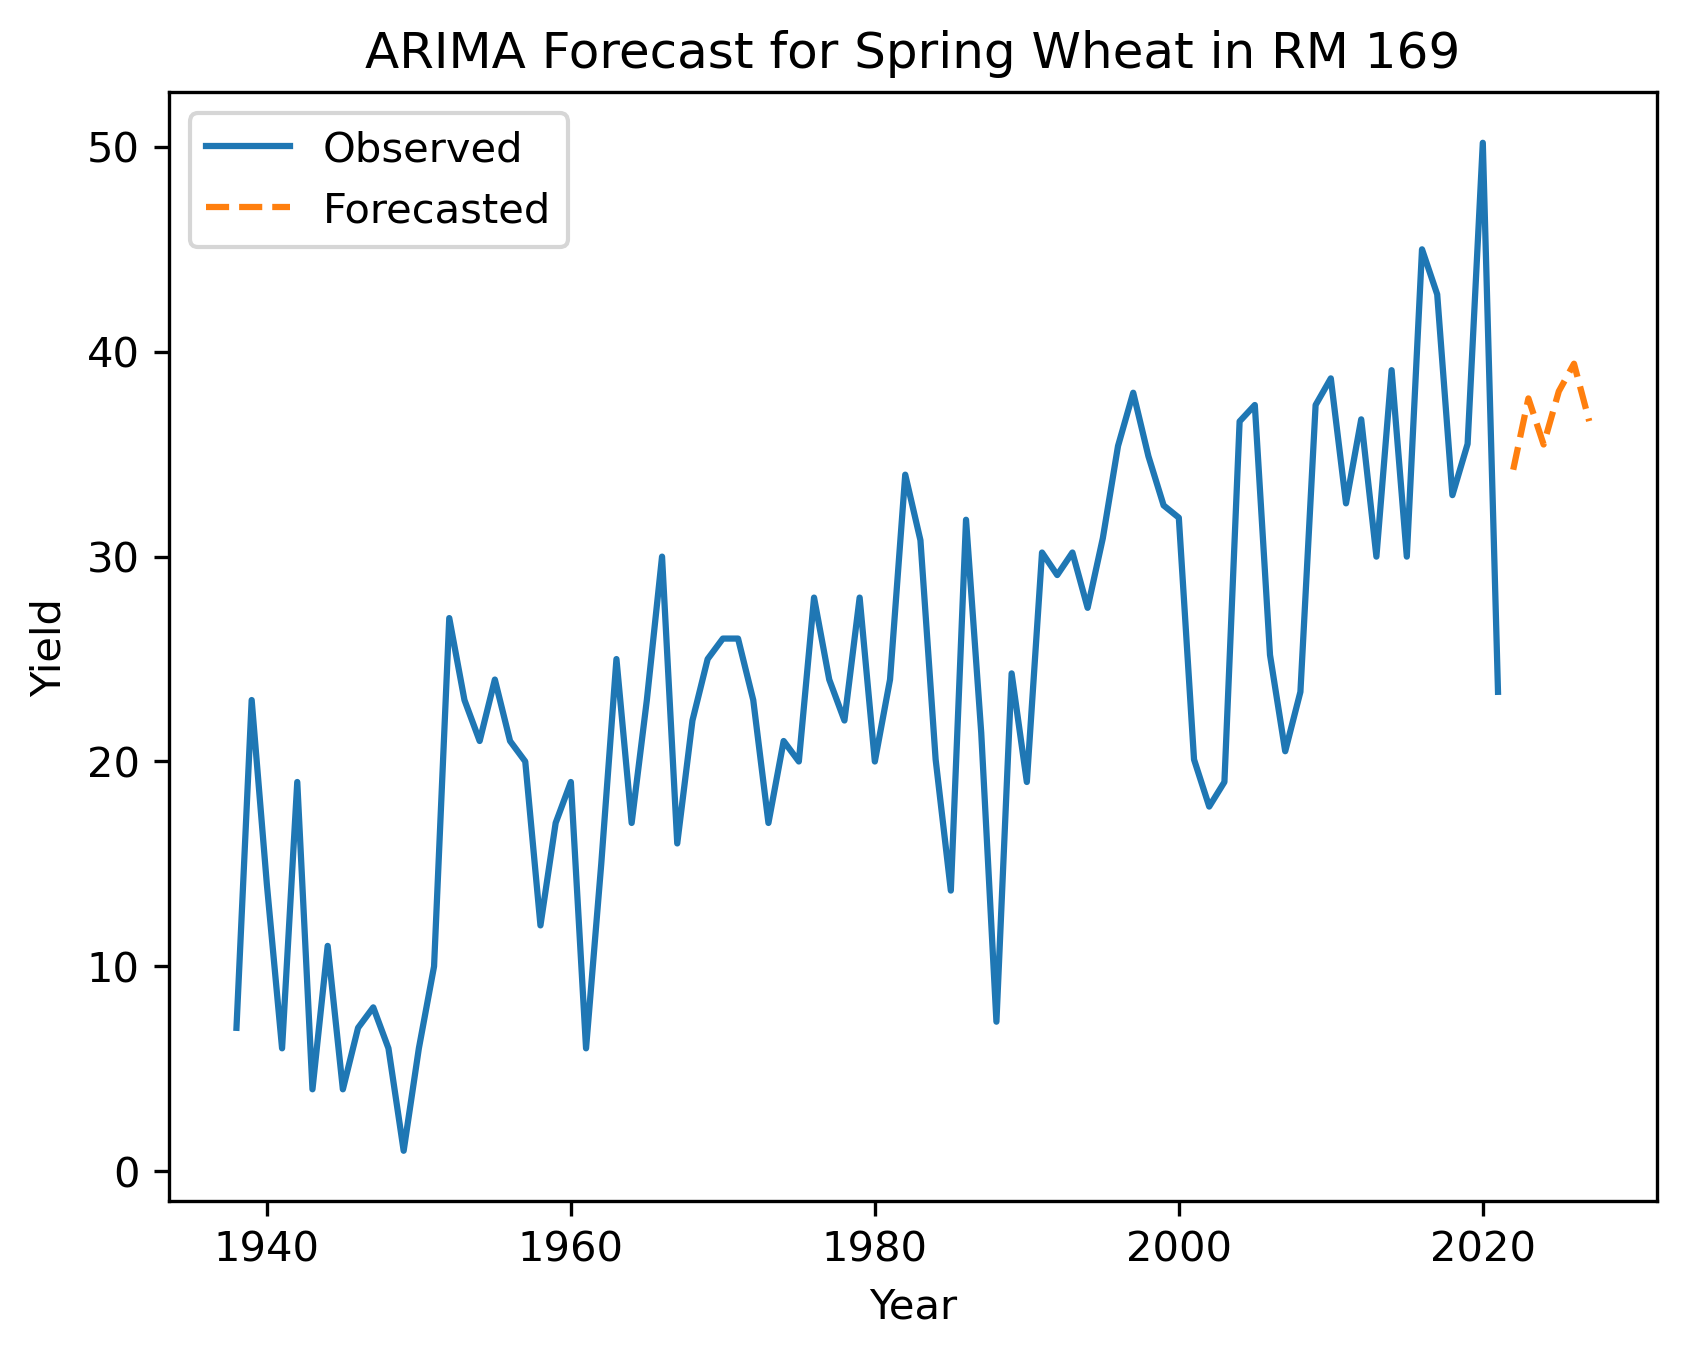 ARIMA Forecast for Spring Wheat in RM 169
Observed
Forecasted
50
40
30
20
10
0
Yield
1940 1960 1980 2000 2020
Year